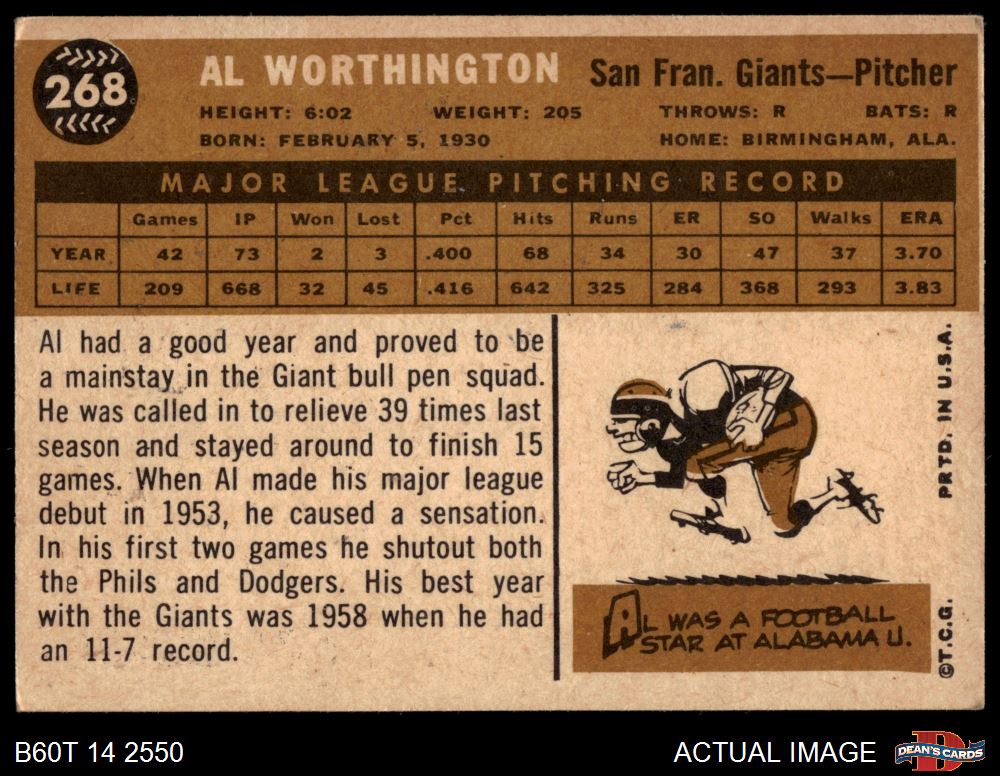 268
AL WORTHINGTON San Fran. Giants—Pitcher
HEIGHT: 6:02 WEIGHT: 205 THROWS: R BATS: R
BORN: FEBRUARY 5, 1930 HOME: BIRMINGHAM, ALA.
MAJOR LEAGUE PITCHING RECORD
Games IP Won Lost Pct Hits Runs ER SO Walks ERA
YEAR 42 73 2 3 .400 68 34 30 47 37 3.70
LIFE 209 668 32 45 .416 642 325 284 368 293 3.83
Al had a good year and proved to be
a mainstay in the Giant bull pen squad.
He was called in to relieve 39 times last
season and stayed around to finish 15
games. When Al made his major league
debut in 1953, he caused a sensation.
In his first two games he shutout both
the Phils and Dodgers. His best year
with the Giants was 1958 when he had
an 11-7 record.
AL WAS A FOOTBALL
STAR AT ALABAMA U.
PRTD. IN U.S.A.
©T.C.G.
B60T 14 2550
ACTUAL IMAGE
DEAN'S CARDS